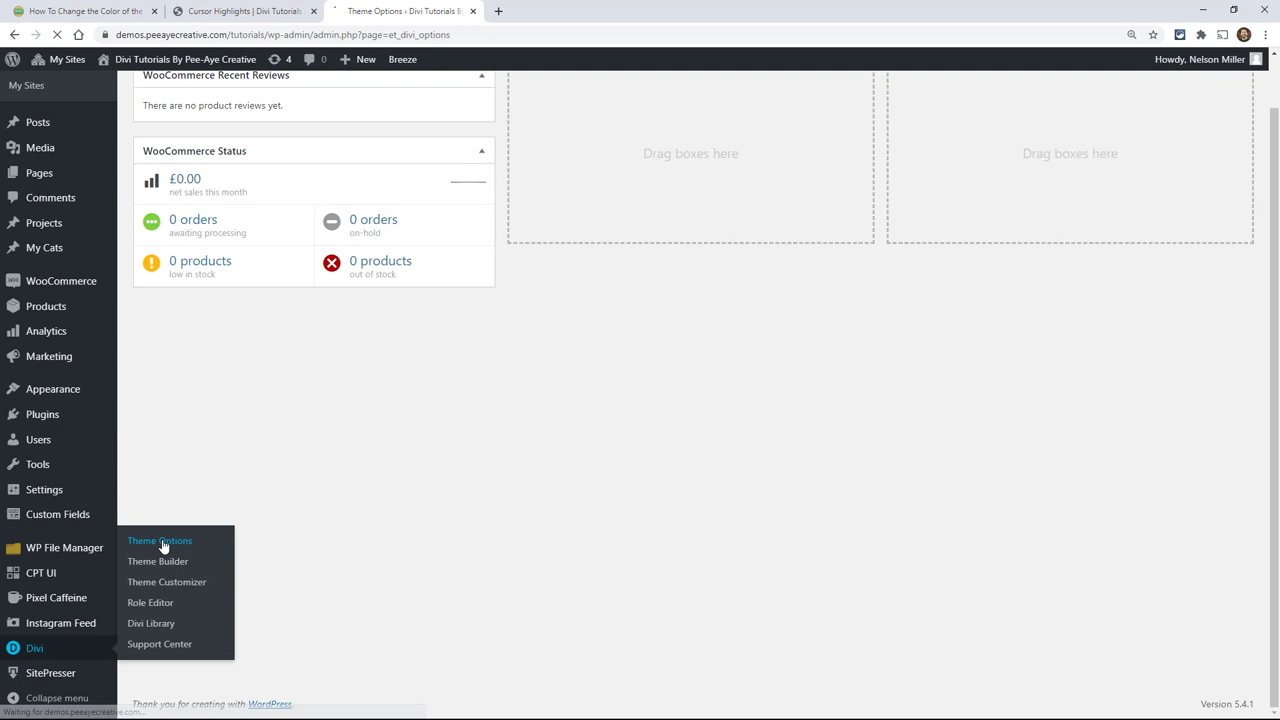 How To Change the Color of the
Cursor Highlights | Divi Tutorials
Theme Options ‹ Divi Tutorials B
demos.peeayecreative.com/tutorials/wp-admin/admin.php?page=et_divi_options
My Sites
Divi Tutorials By Pee-Aye Creative
4
0
New
Breeze
Howdy, Nelson Miller
My Sites
Posts
Media
Pages
Comments
Projects
My Cats
WooCommerce
Products
Analytics
Marketing
Appearance
Plugins
Users
Tools
Settings
Custom Fields
WP File Manager
CPT UI
Pixel Caffeine
Instagram Feed
Divi
SitePresser
Collapse menu
Theme Options
Theme Builder
Theme Customizer
Role Editor
Divi Library
Support Center
WooCommerce Recent Reviews
There are no product reviews yet.
WooCommerce Status
£0.00
net sales this month
0 orders
awaiting processing
0 orders
on-hold
0 products
low in stock
0 products
out of stock
Drag boxes here
Drag boxes here
Thank you for creating with WordPress.
Version 5.4.1
Waiting for demos.peeayecreative.com...